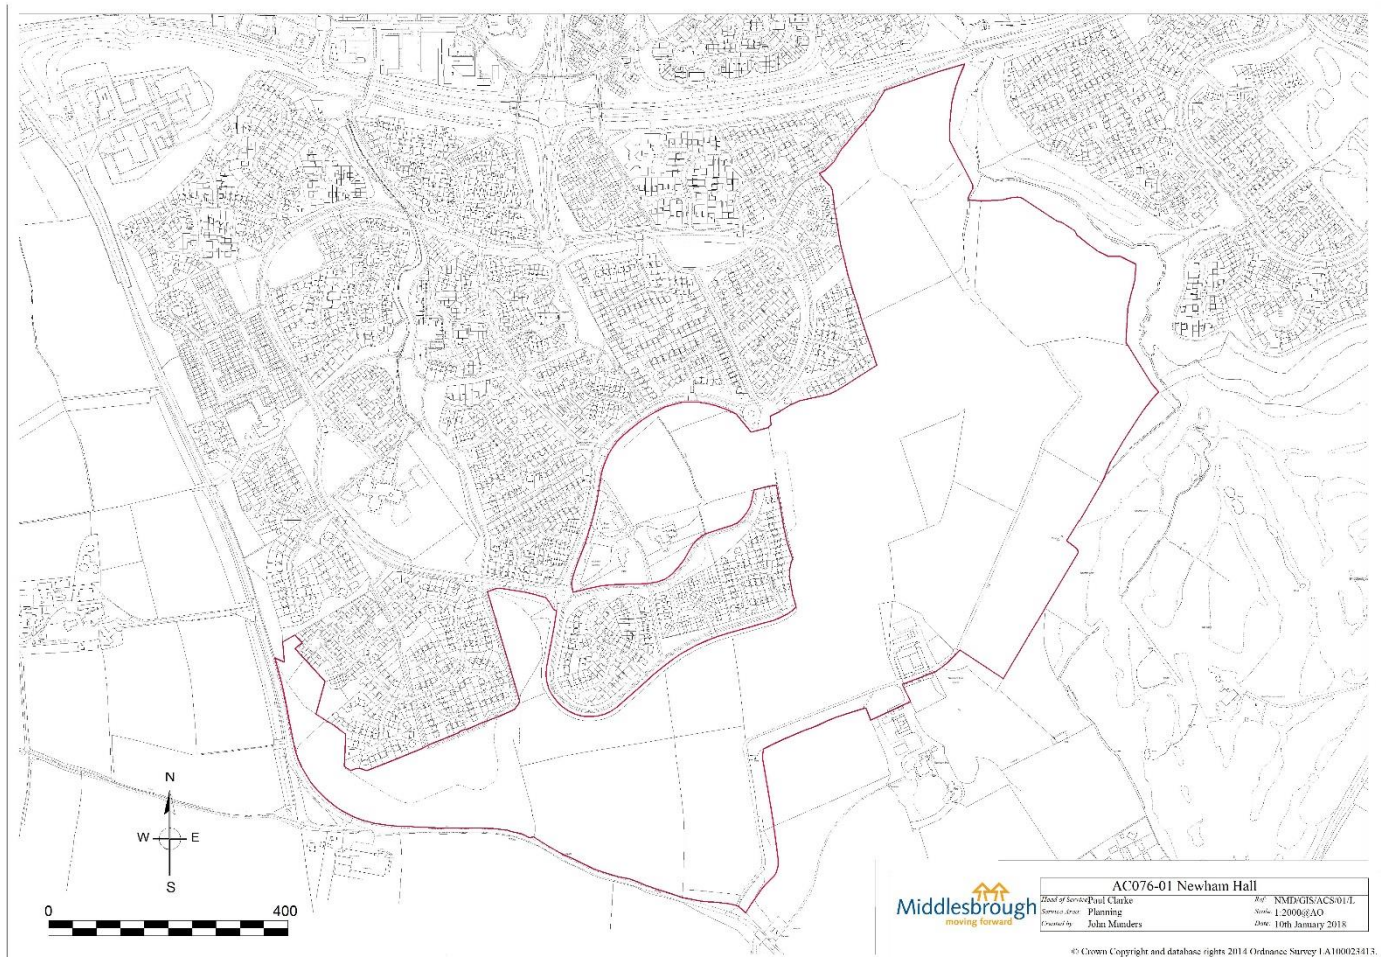 N
W E
S
0 400
Middlesbrough
moving forward
AC076-01 Newham Hall
Head of Service Paul Clarke Ref: NMD/GIS/ACS/01/L
Service Area: Planning Scale: 1:2000@AO
Created by: John Munders Date: 10th January 2018
© Crown Copyright and database rights 2014 Ordnance Survey LA100023413.